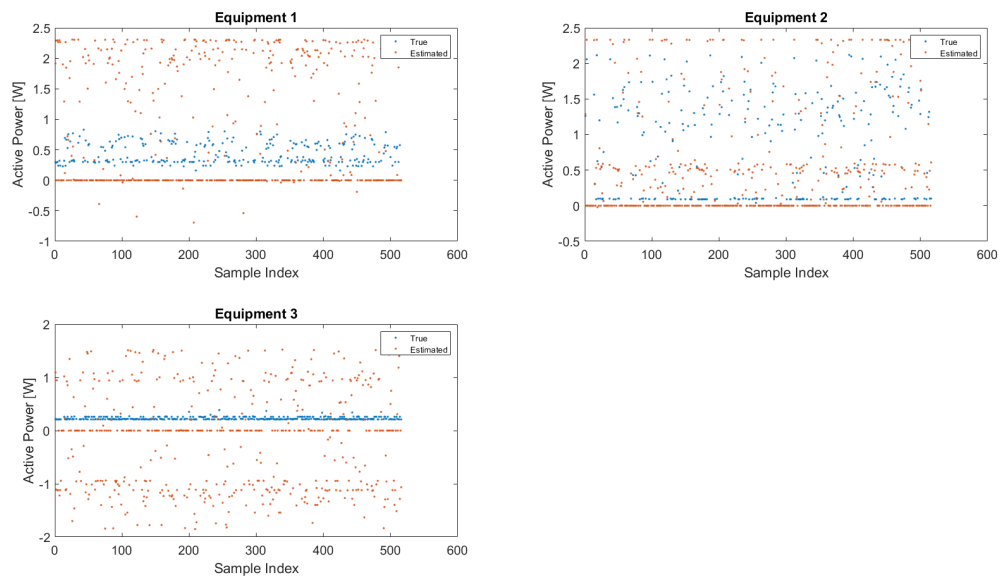 Equipment 1
2.5
2
1.5
1
0.5
0
-0.5
-1
Active Power [W]
True
Estimated
0 100 200 300 400 500 600
Sample Index
Equipment 2
2.5
2
1.5
1
0.5
0
-0.5
Active Power [W]
True
Estimated
0 100 200 300 400 500 600
Sample Index
Equipment 3
2
1
0
-1
-2
Active Power [W]
True
Estimated
0 100 200 300 400 500 600
Sample Index